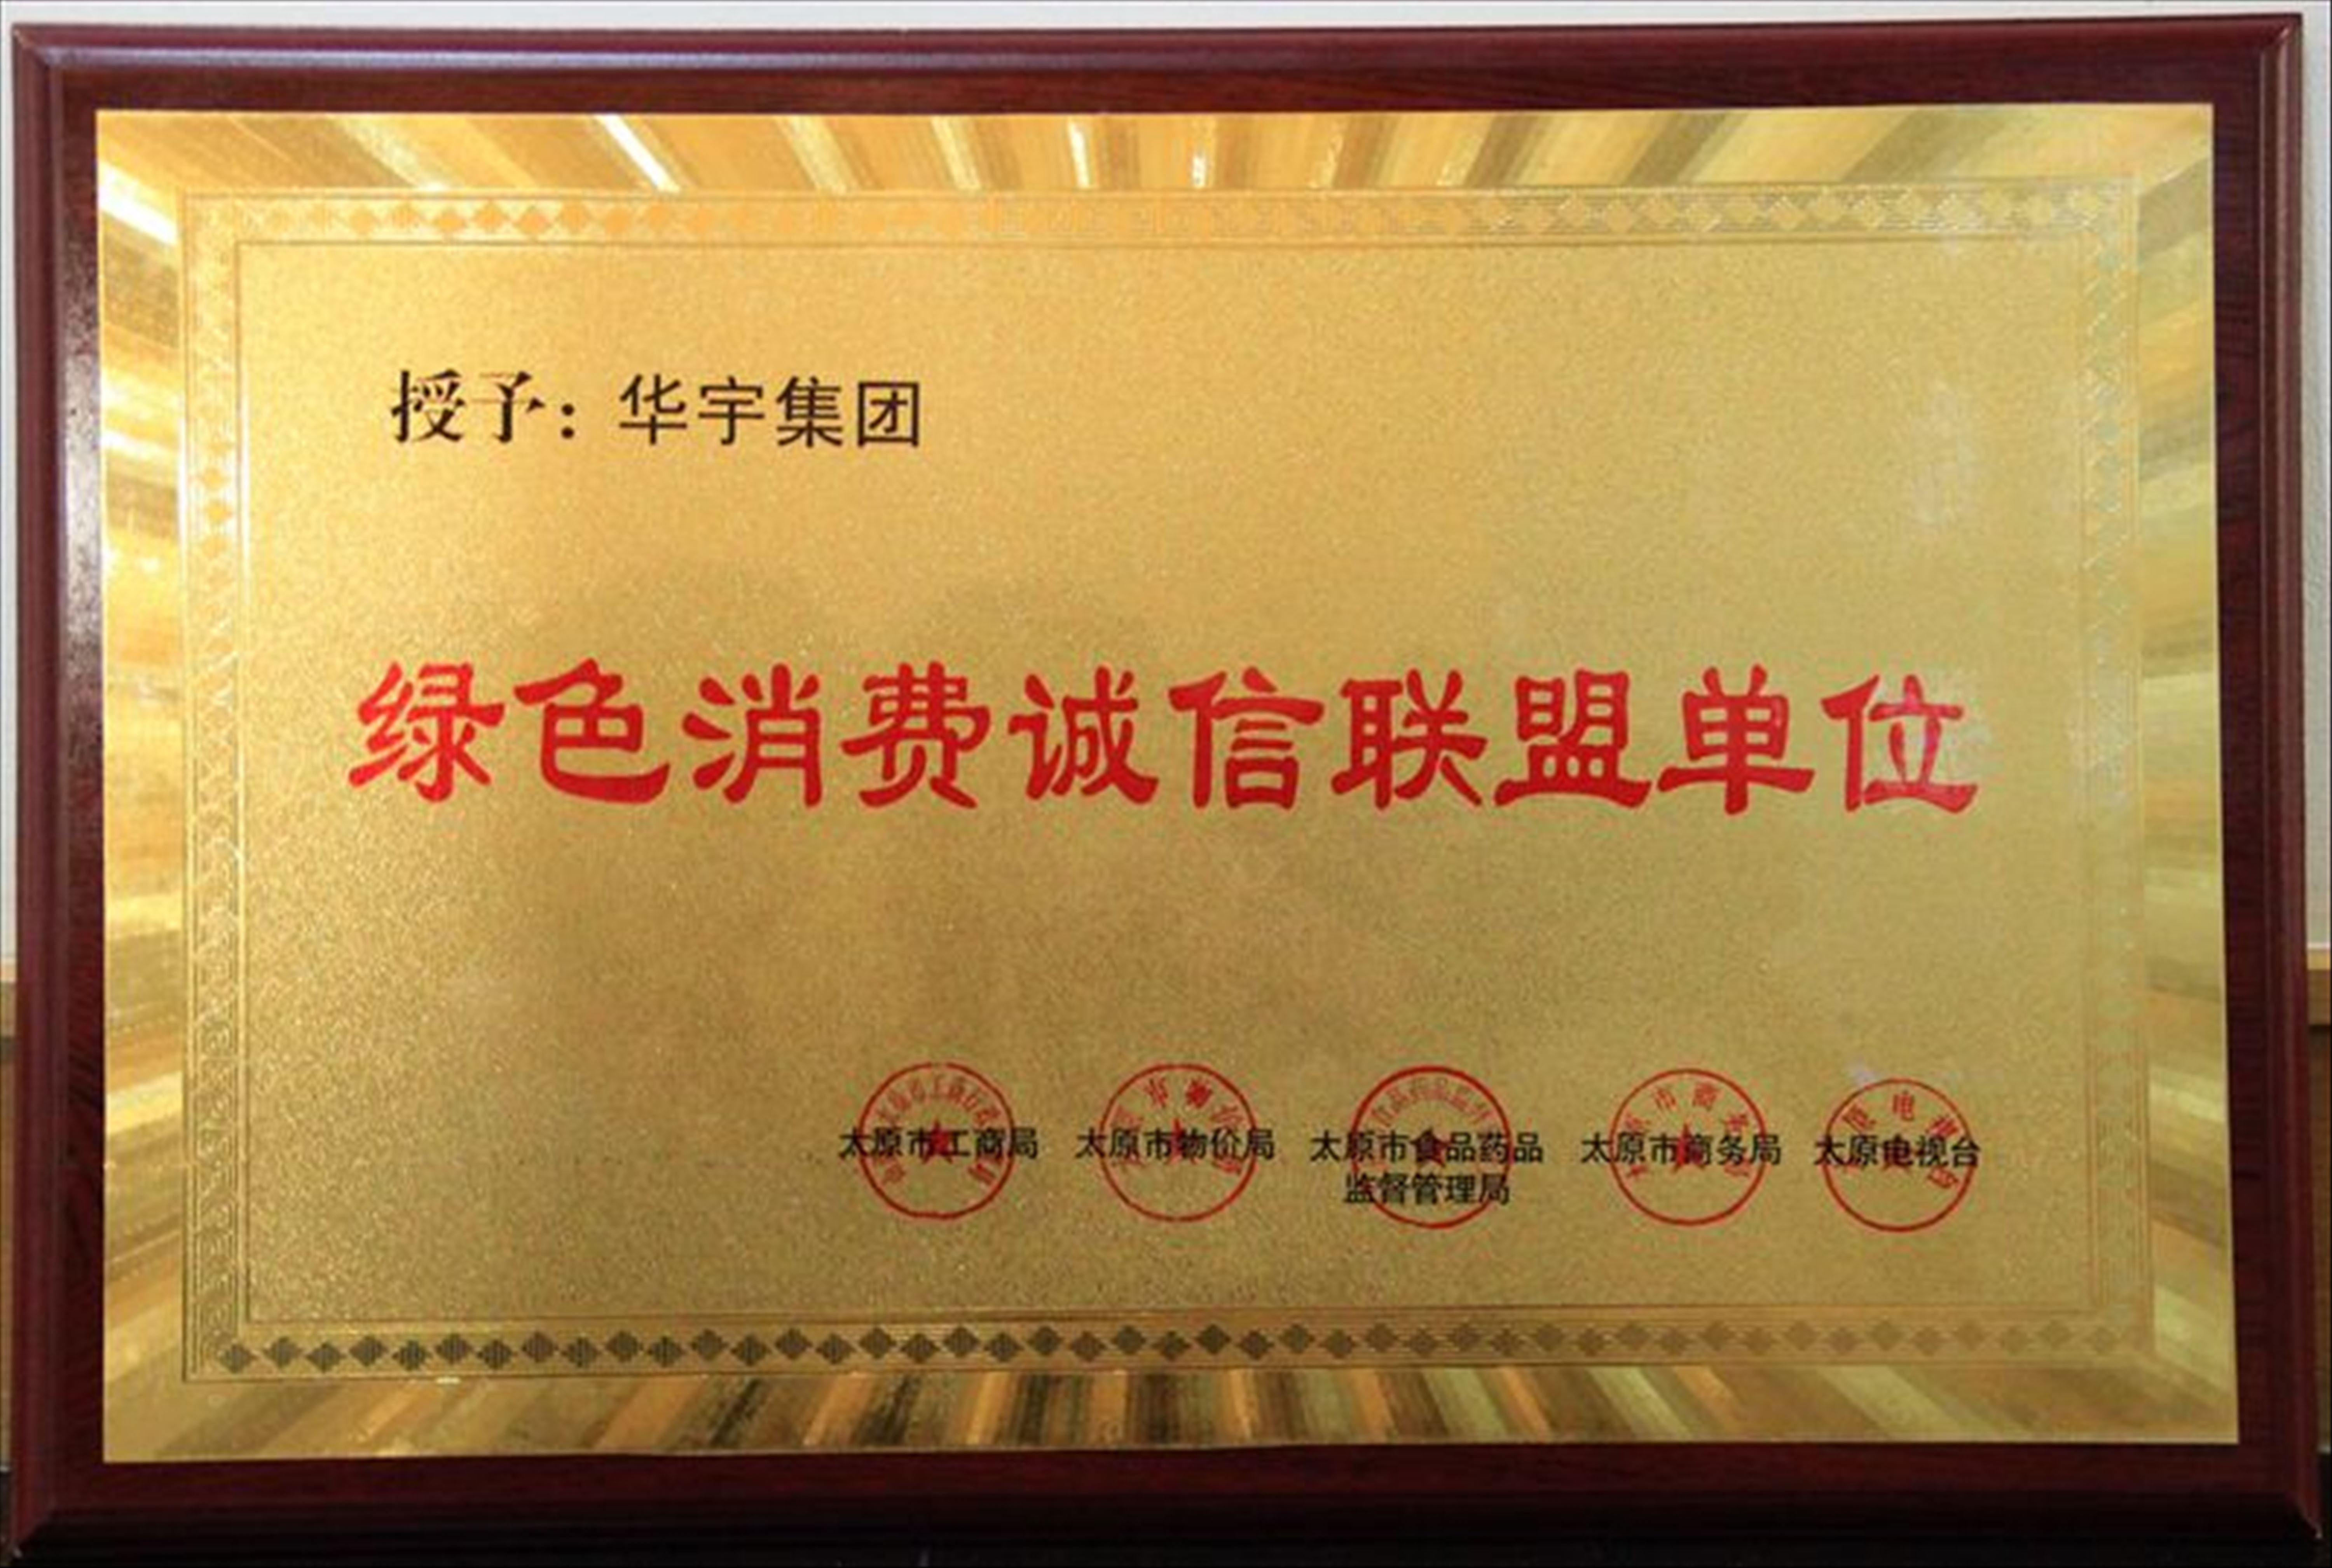 授予：华宇集团
绿色消费诚信联盟单位
太原市工商局 太原市物价局 太原市食品药品监督管理局 太原市商务局 太原电视台